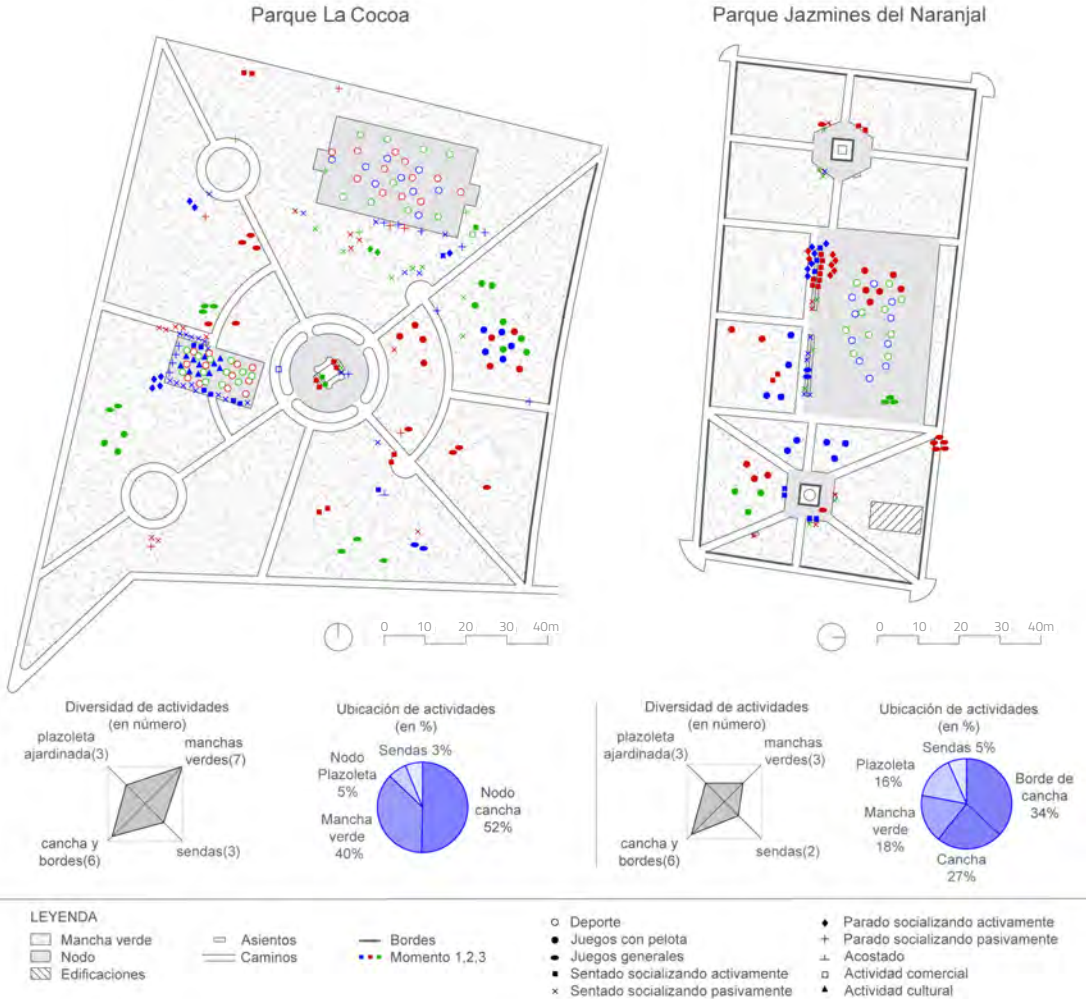 Parque La Cocoa
Parque Jazmines del Naranjal
0 10 20 30 40m
0 10 20 30 40m
Diversidad de actividades
(en número)
plazoleta
ajardinada(3)
manchas
verdes(7)
cancha y
bordes(6)
sendas(3)
Ubicación de actividades
(en %)
Sendas 3%
Nodo
Plazoleta
5%
Nodo
cancha
52%
Mancha
verde
40%
Diversidad de actividades
(en número)
plazoleta
ajardinada(3)
manchas
verdes(3)
cancha y
bordes(6)
sendas(2)
Ubicación de actividades
(en %)
Sendas 5%
Plazoleta
16%
Borde de
cancha
34%
Mancha
verde
18%
Cancha
27%
LEYENDA
Mancha verde
Nodo
Edificaciones
Asientos
Caminos
Bordes
Momento 1,2,3
Deporte
Juegos con pelota
Juegos generales
Sentado socializando activamente
Sentado socializando pasivamente
Parado socializando activamente
Parado socializando pasivamente
Acostado
Actividad comercial
Actividad cultural